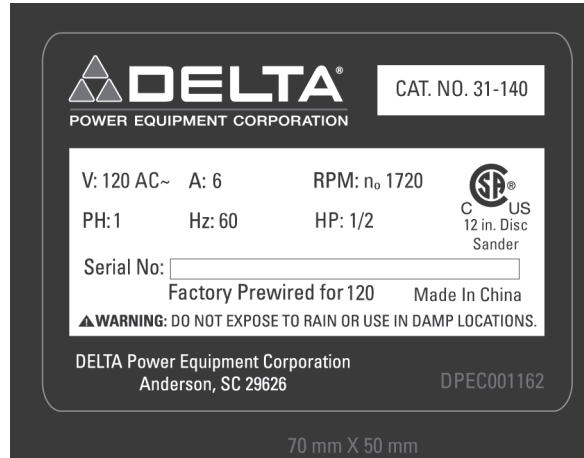 DELTA®
POWER EQUIPMENT CORPORATION
CAT. NO. 31-140
V: 120 AC~ A: 6 RPM: n₀ 1720
PH:1 Hz: 60 HP: 1/2
SA ®
C US
12 in. Disc
Sander
Serial No:
Factory Prewired for 120 Made In China
WARNING: DO NOT EXPOSE TO RAIN OR USE IN DAMP LOCATIONS.
DELTA Power Equipment Corporation
Anderson, SC 29626
DPEC001162
70 mm X 50 mm